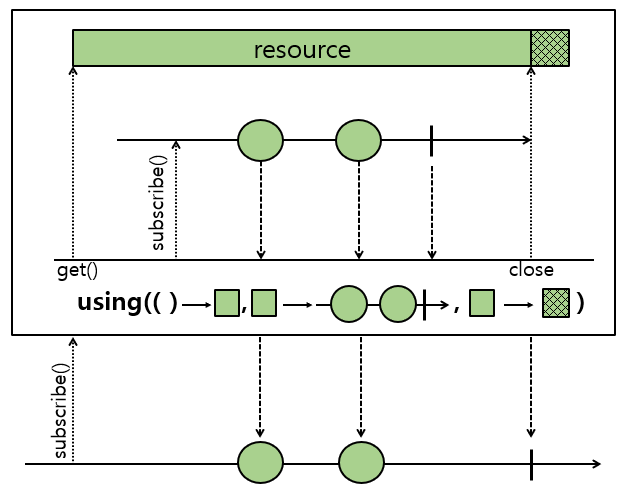 resource
subscribe()
get()
close
using(( ) , , )
subscribe()